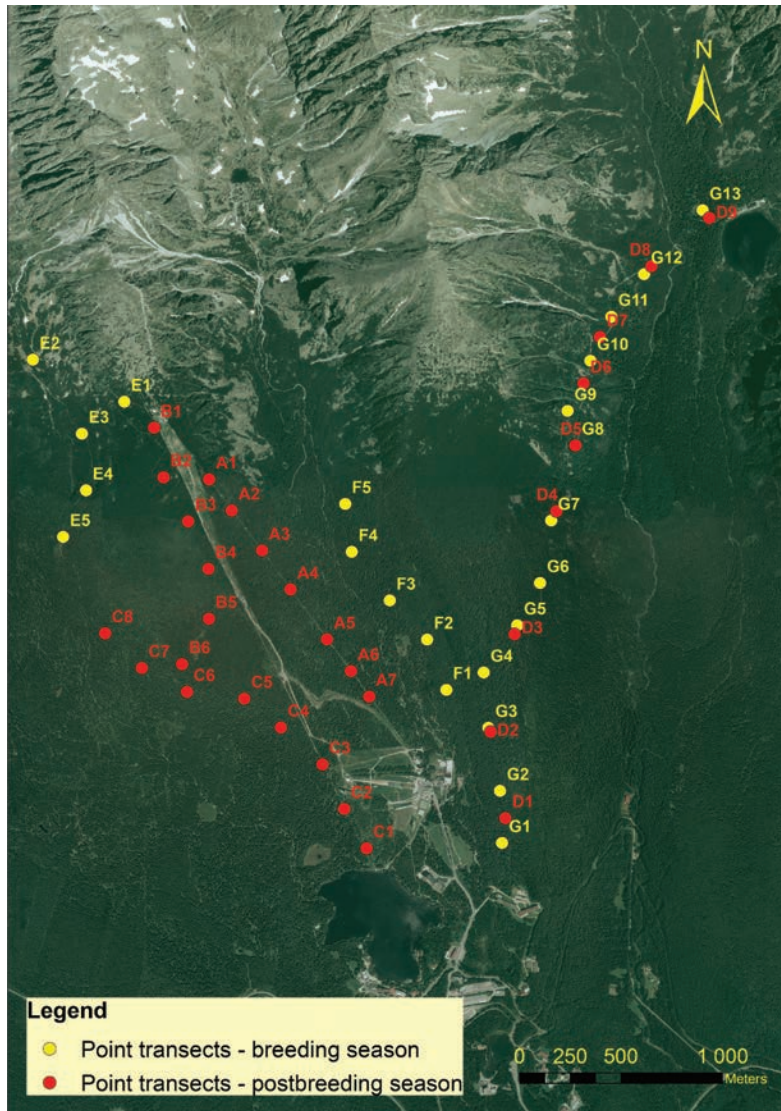 N
G13
D9
D8
G12
G11
D7
G10
D6
G9
D5 G8
E2
E1
E3
B1
E4
B2
A1
A2
F5
D4
G7
E5
B3
A3
F4
B4
A4
G6
F3
C8
B5
A5
F2
G5
D3
C7
B6
A6
G4
C6
C5
A7
F1
C4
G3
D2
C3
G2
C2
D1
C1
G1
Legend
Point transects - breeding season
Point transects - postbreeding season
0 250 500 1 000
Meters